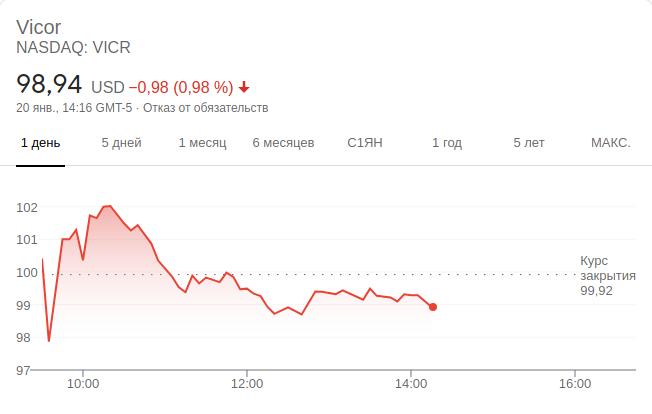 Vicor
NASDAQ: VICR
98,94 USD −0,98 (0,98 %)
20 янв., 14:16 GMT-5 · Отказ от обязательств
1 день 5 дней 1 месяц 6 месяцев С1ЯН 1 год 5 лет МАКС.
102
101
100
99
98
97
Курс
закрытия
99,92
10:00 12:00 14:00 16:00